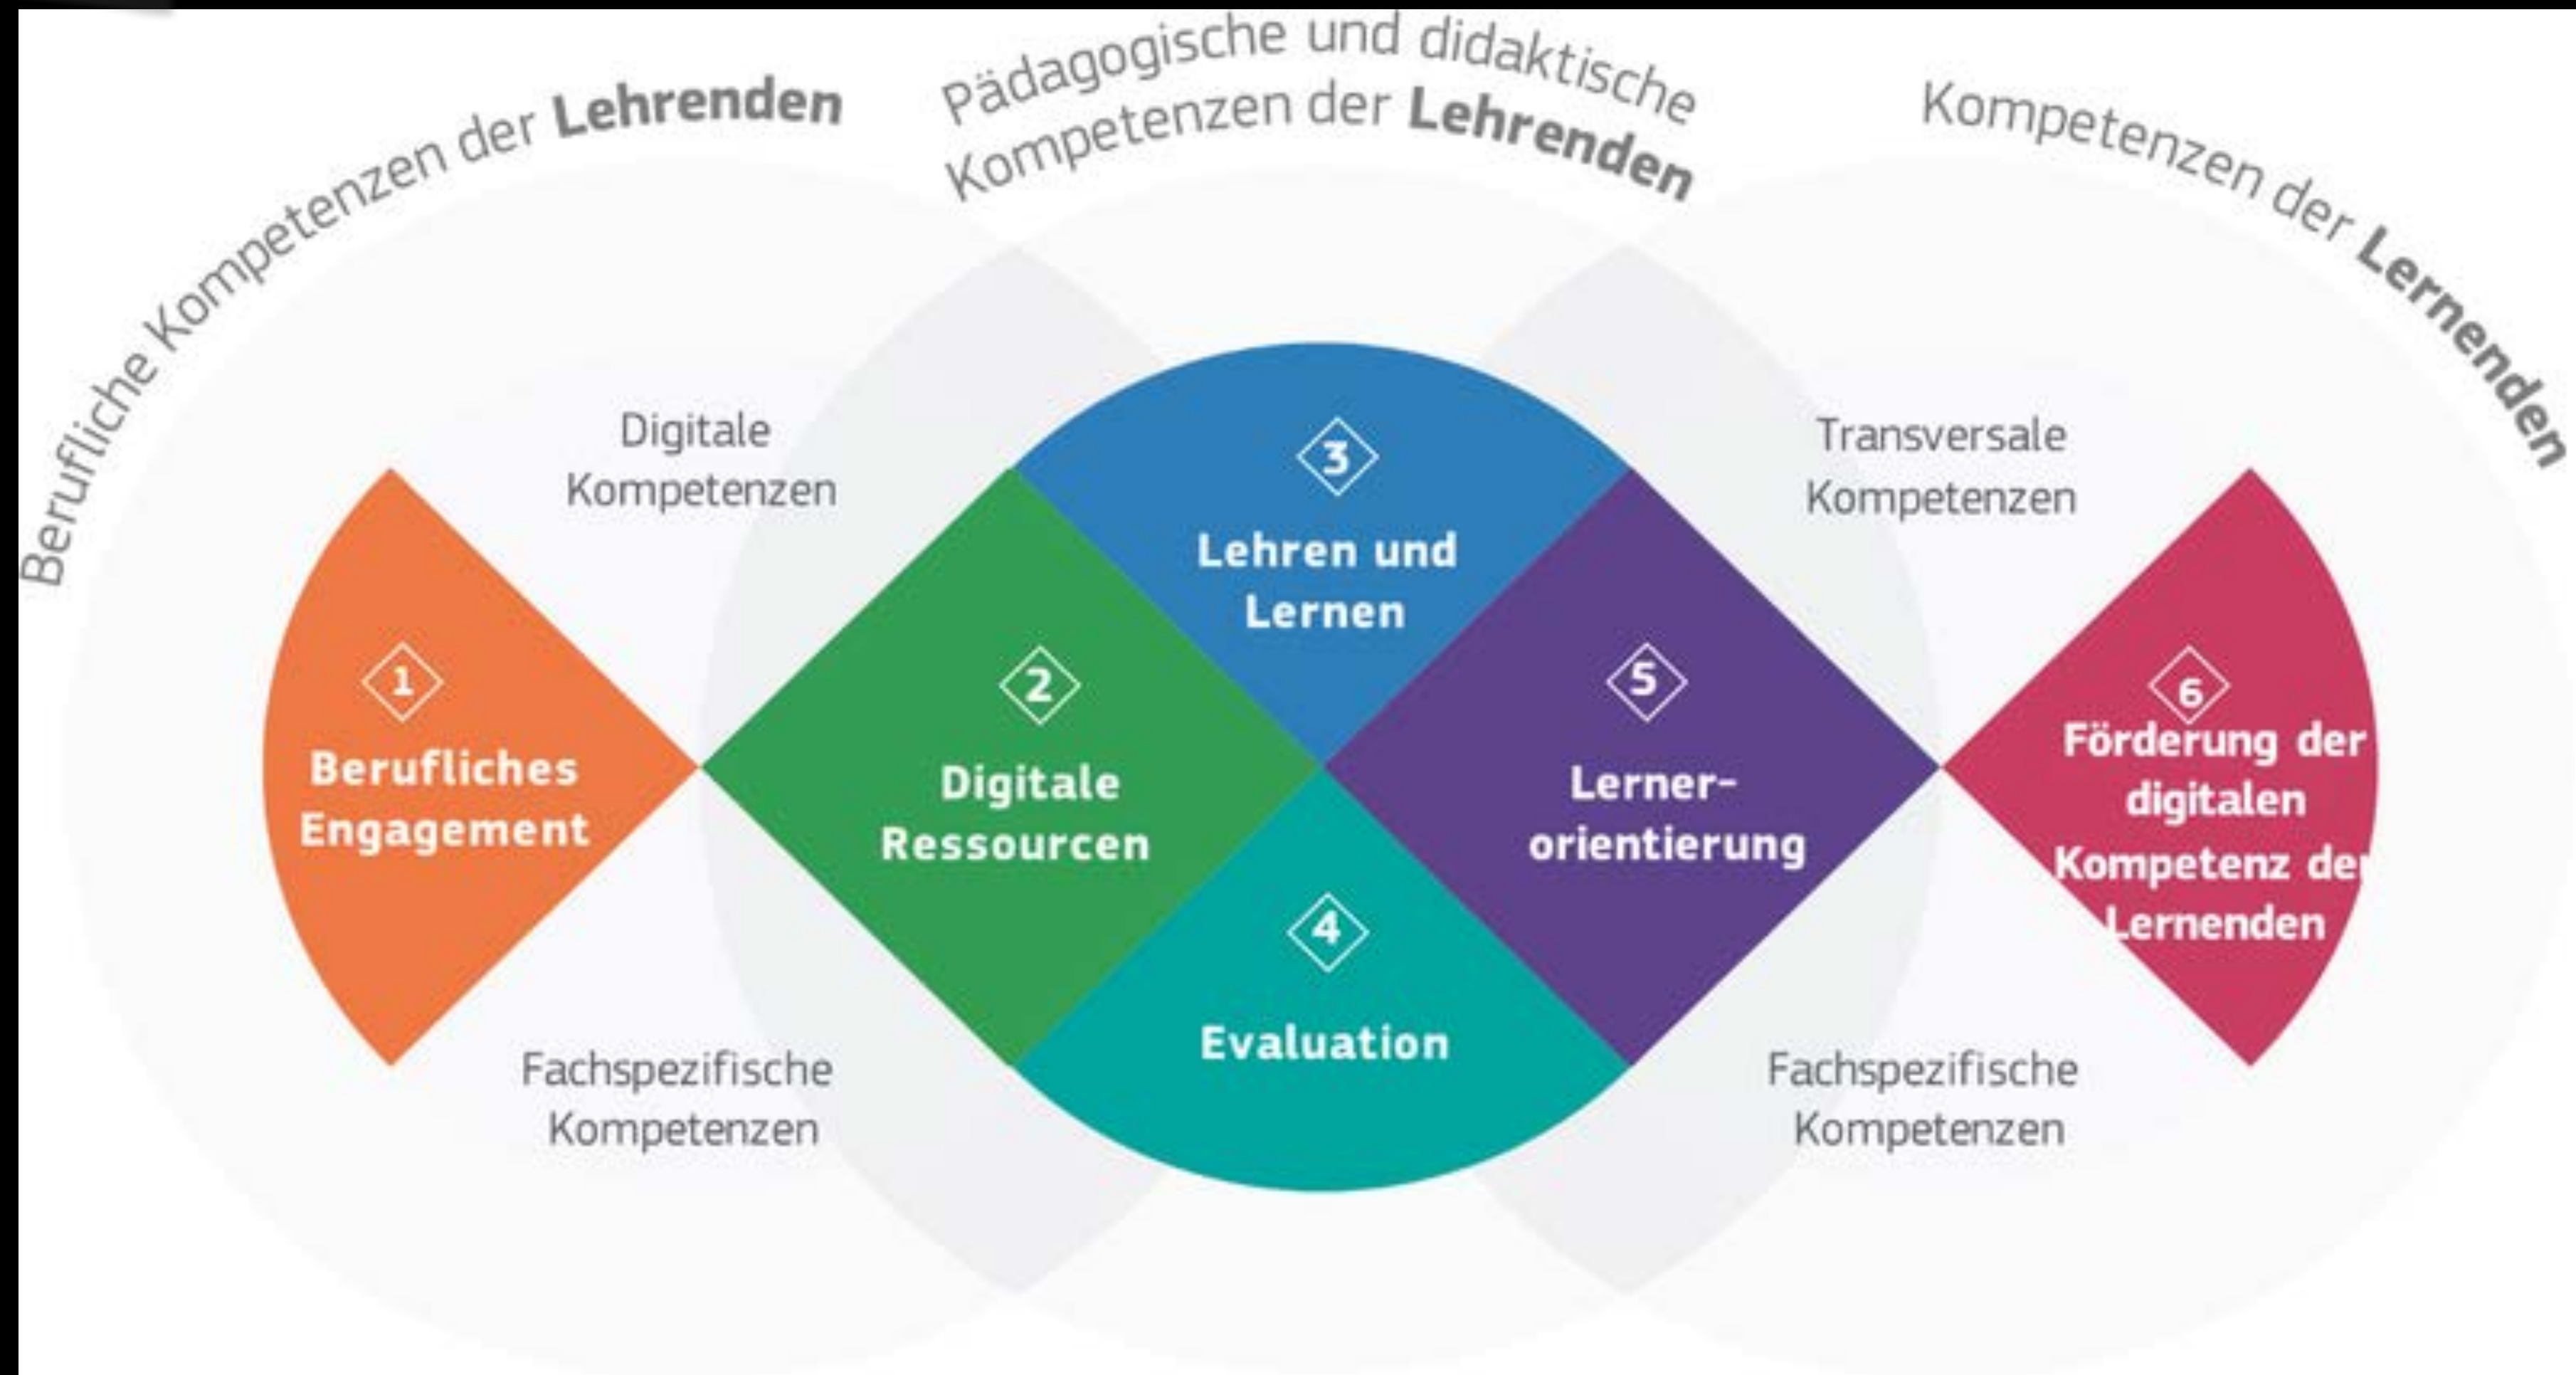 Berufliche Kompetenzen der Lehrenden
Pädagogische und didaktische
Kompetenzen der Lehrenden
Kompetenzen der Lernenden
Digitale
Kompetenzen
Transversale
Kompetenzen
1
Berufliches
Engagement
2
Digitale
Ressourcen
3
Lehren und
Lernen
4
Evaluation
5
Lerner-
orientierung
6
Förderung der
digitalen
Kompetenz der
Lernenden
Fachspezifische
Kompetenzen
Fachspezifische
Kompetenzen